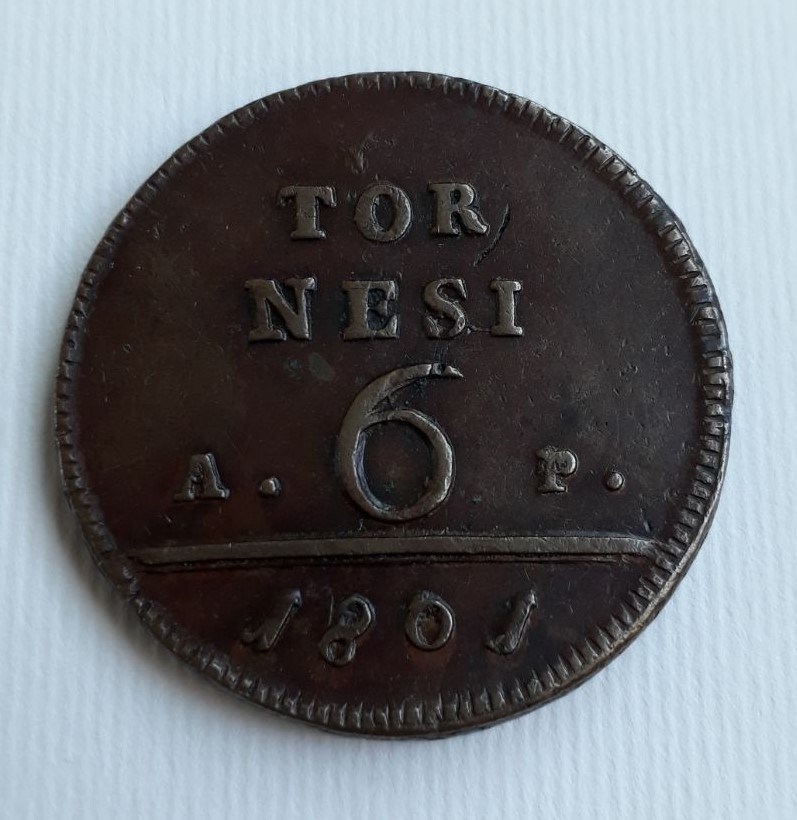 TOR
NESI
6
A. P.
1801